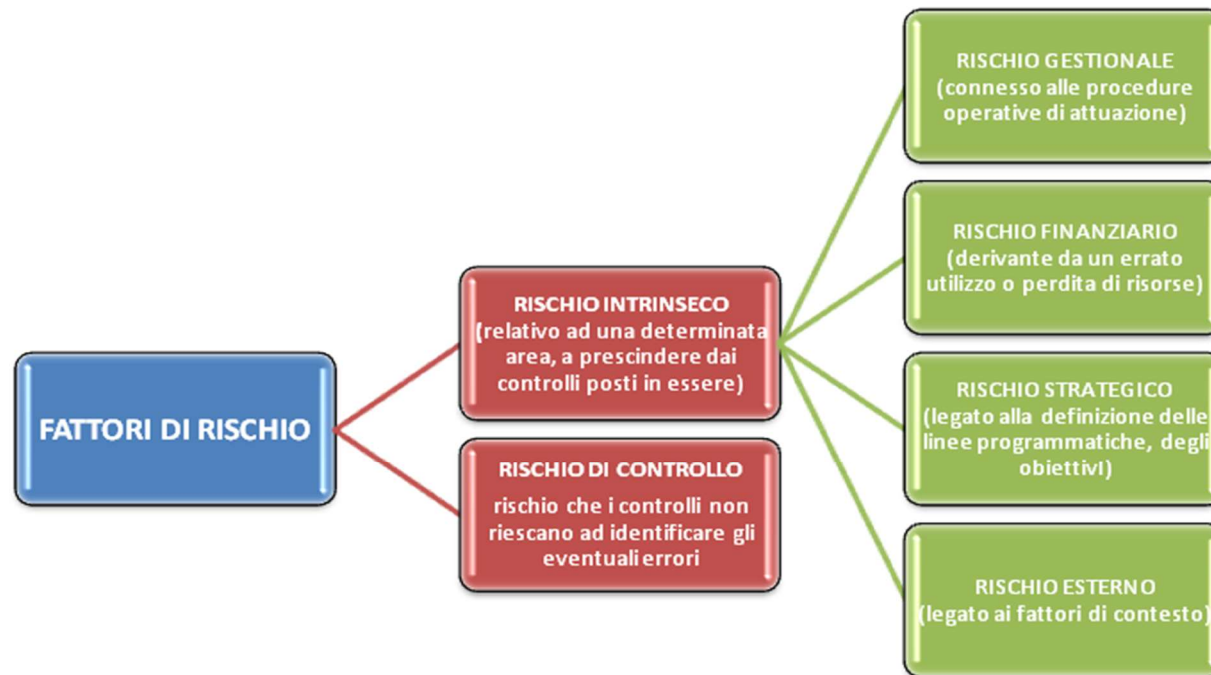 FATTORI DI RISCHIO
RISCHIO INTRINSECO
(relativo ad una determinata
area, a prescindere dai
controlli posti in essere)
RISCHIO DI CONTROLLO
rischio che i controlli non
riescano ad identificare gli
eventuali errori
RISCHIO GESTIONALE
(connesso alle procedure
operative di attuazione)
RISCHIO FINANZIARIO
(derivante da un errato
utilizzo o perdita di risorse)
RISCHIO STRATEGICO
(legato alla definizione delle
linee programmatiche, degli
obiettivI)
RISCHIO ESTERNO
(legato ai fattori di contesto)